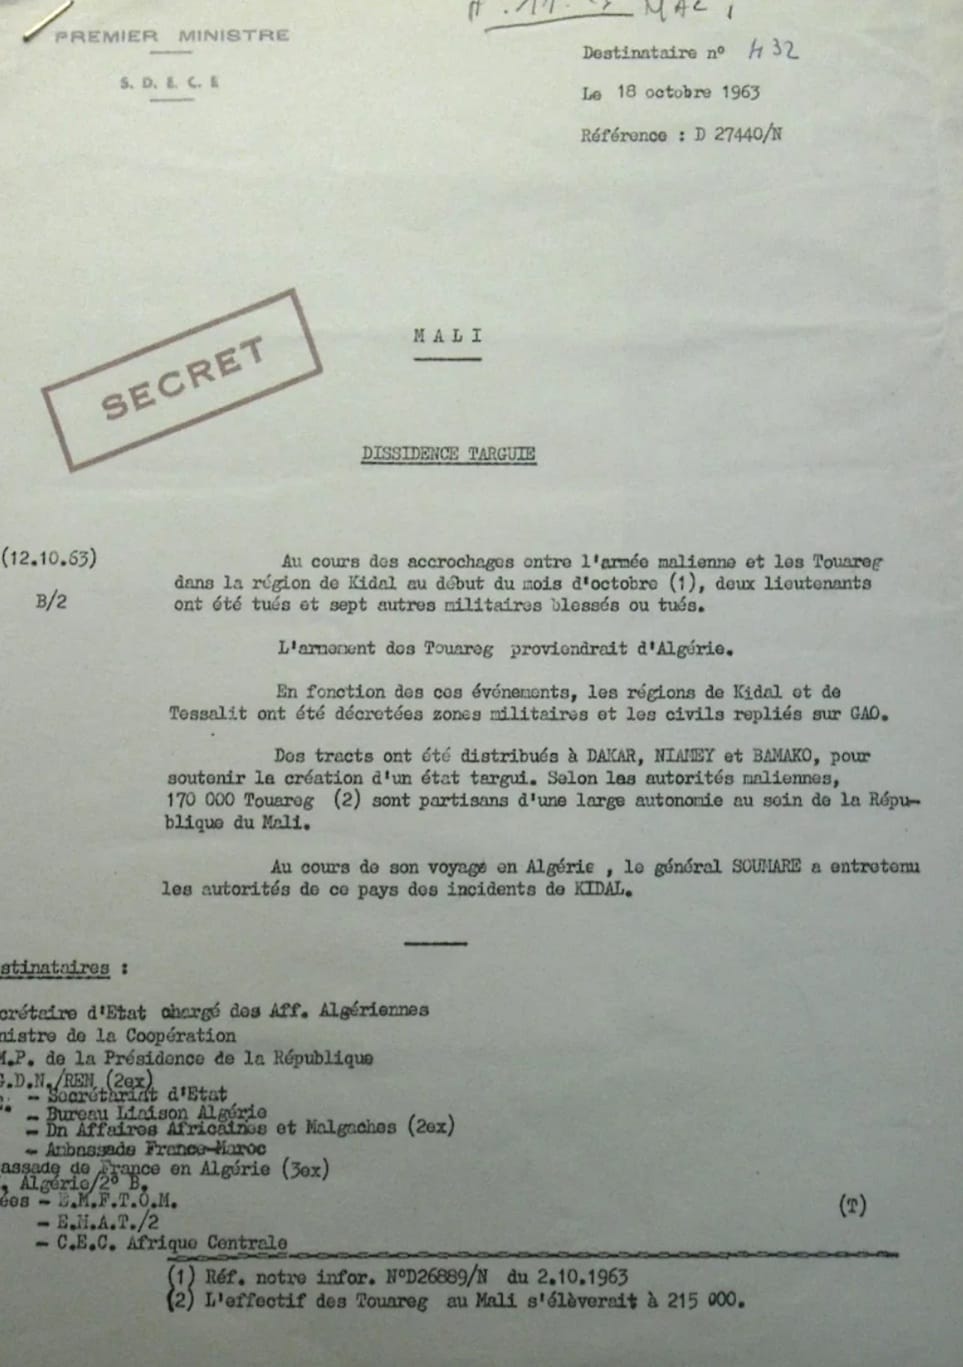 MALI
PREMIER MINISTRE
S. D. E. C. E
Destinataire nº 432
Le 18 octobre 1963
Référence : D 27440/N
SECRET
M A L I
DISSIDENCE TARGUIE
(12.10.63)
B/2
Au cours des accrochages entre l'armée malienne et les Touareg
dans la région de Kidal au début du mois d'octobre (1), deux lieutenants
ont été tués et sept autres militaires blessés ou tués.
L'armement des Touareg proviendrait d'Algérie.
En fonction des ces événements, les régions de Kidal et de
Tessalit ont été décretées zones militaires et les civils repliés sur GAO.
Des tracts ont été distribués à DAKAR, NIAMEY et BAMAKO, pour
soutenir la création d'un état targui. Selon les autorités maliennes,
170 000 Touareg (2) sont partisans d'une large autonomie au sein de la Répu-
blique du Mali.
Au cours de son voyage en Algérie , le général SOUMARE a entretenu
les autorités de ce pays des incidents de KIDAL.
stinataires :
crétaire d'Etat chargé des Aff. Algériennes
nistre de la Coopération
M.P. de la Présidence de la République
G.D.N./REN (2ex)
- Secrétariat d'Etat
- Bureau Liaison Algérie
- Dn Affaires Africaines et Malgaches (2ex)
- Ambassade France-Maroc
assade de France en Algérie (3ex)
. Algérie/2º B.
ées - E.M.F.T.O.M.
- E.M.A.T./2
- C.E.C. Afrique Centrale
(T)
(1) Réf. notre infor. NºD26889/N du 2.10.1963
(2) L'effectif des Touareg au Mali s'élèverait à 215 000.